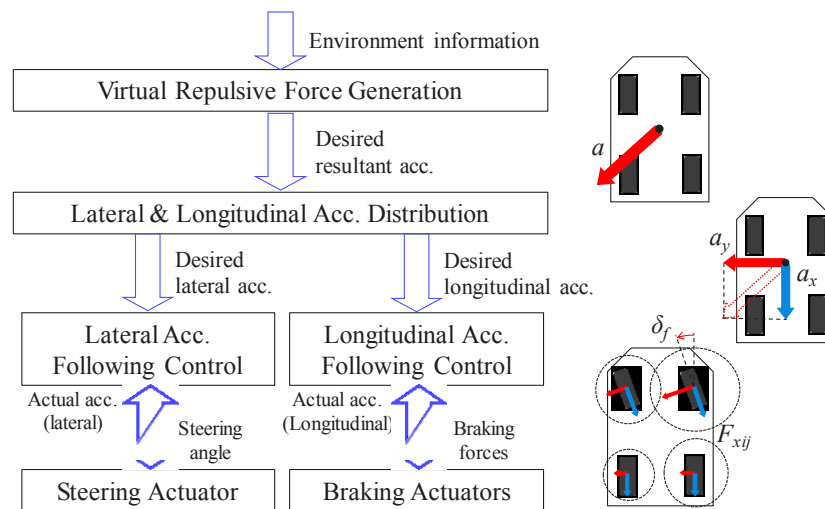 Environment information
Virtual Repulsive Force Generation
Desired
resultant acc.
a
Lateral & Longitudinal Acc. Distribution
Desired
lateral acc.
Desired
longitudinal acc.
a_y
a_x
Lateral Acc.
Following Control
Longitudinal Acc.
Following Control
δ_f
Actual acc.
(lateral)
Steering
angle
Actual acc.
(Longitudinal)
Braking
forces
F_xij
Steering Actuator
Braking Actuators